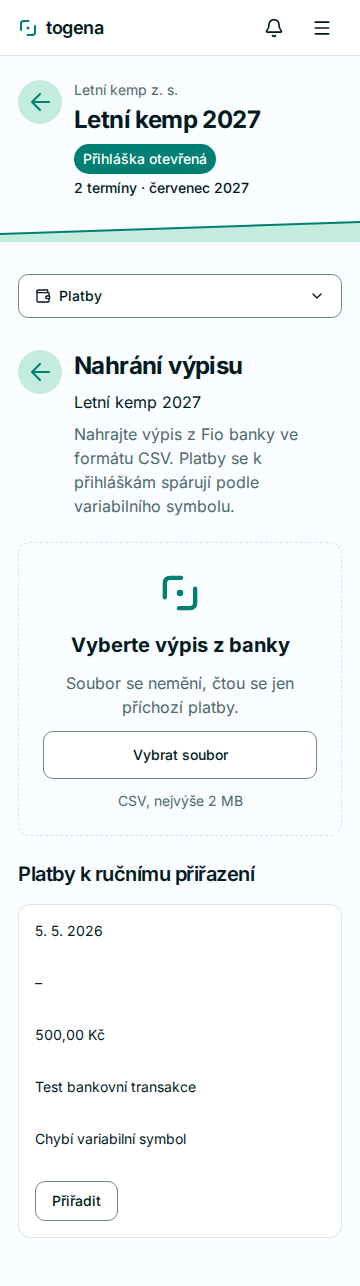 togena
Letní kemp z. s.
Letní kemp 2027
Přihláška otevřená
2 termíny · červenec 2027
Platby
Nahrání výpisu
Letní kemp 2027
Nahrajte výpis z Fio banky ve
formátu CSV. Platby se k
přihláškám spárují podle
variabilního symbolu.
Vyberte výpis z banky
Soubor se nemění, čtou se jen
příchozí platby.
Vybrat soubor
CSV, nejvýše 2 MB
Platby k ručnímu přiřazení
5. 5. 2026
–
500,00 Kč
Test bankovní transakce
Chybí variabilní symbol
Přiřadit